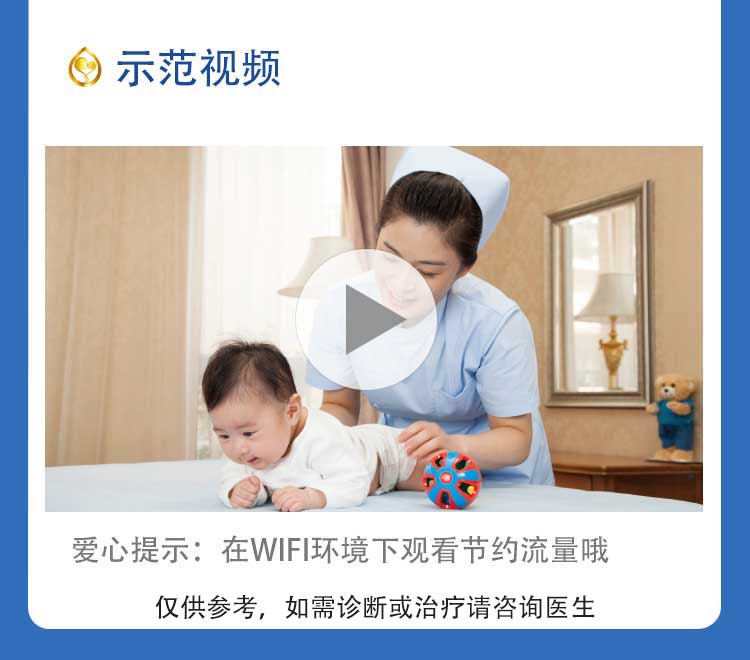 示范视频
爱心提示：在WIFI环境下观看节约流量哦
仅供参考，如需诊断或治疗请咨询医生